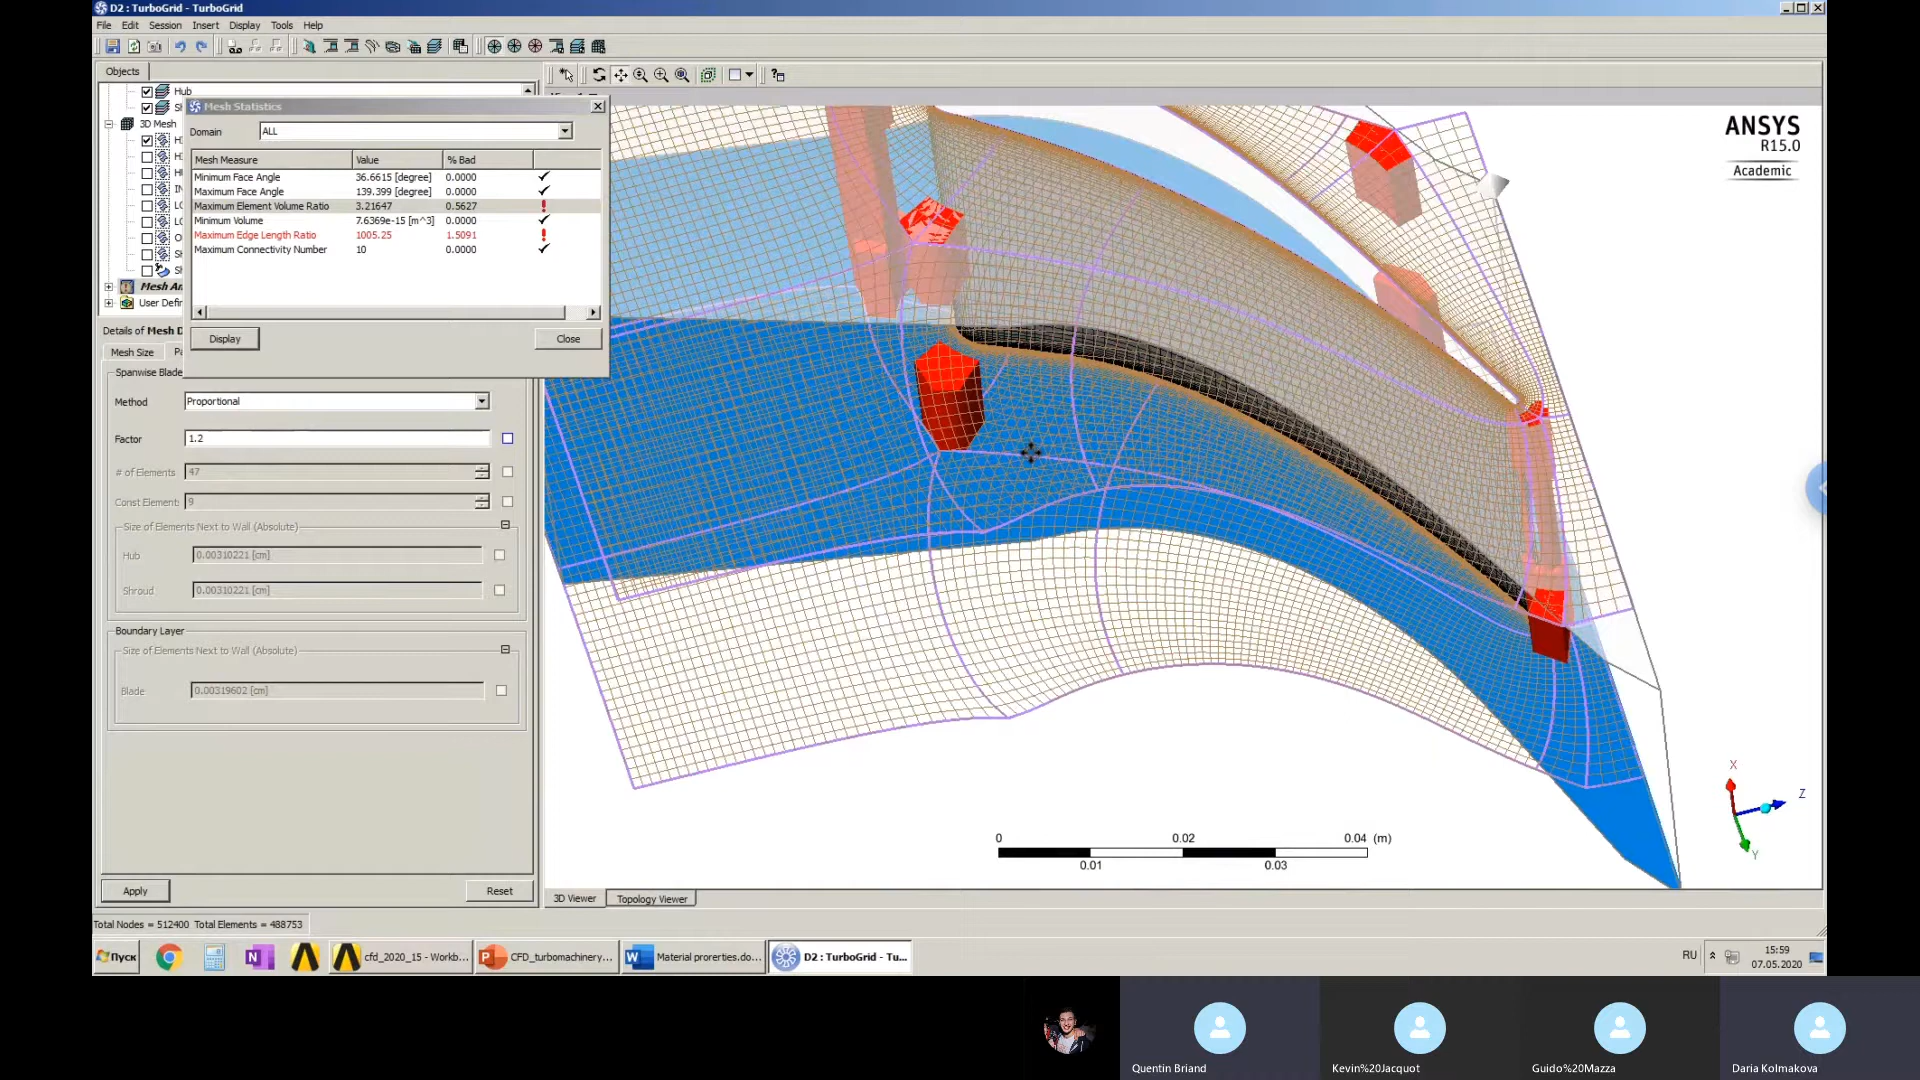 D2 : TurboGrid - TurboGrid
File Edit Session Insert Display Tools Help
Objects
Hub
3D Mesh
Mesh Statistics
Domain ALL
Mesh Measure Value % Bad
Minimum Face Angle 36.6615 [degree] 0.0000
Maximum Face Angle 139.399 [degree] 0.0000
Maximum Element Volume Ratio 3.21647 0.5627
Minimum Volume 7.6369e-15 [m^3] 0.0000
Maximum Edge Length Ratio 1005.25 1.5091
Maximum Connectivity Number 10 0.0000
Display Close
User Defi
Details of Mesh D
Mesh Size Pa
Spanwise Blade
Method Proportional
Factor 1.2
# of Elements 47
Const Element: 9
Size of Elements Next to Wall (Absolute)
Hub 0.00310221 [cm]
Shroud 0.00310221 [cm]
Boundary Layer
Size of Elements Next to Wall (Absolute)
Blade 0.00319602 [cm]
Apply Reset
Total Nodes = 512400 Total Elements = 488753
ANSYS
R15.0
Academic
X
Z
Y
0 0.02 0.04 (m)
0.01 0.03
3D Viewer Topology Viewer
Пуск
cfd_2020_15 - Workb...
CFD_turbomachinery...
Material prorerties.do...
D2 : TurboGrid - Tu...
RU
15:59
07.05.2020
Quentin Briand
Kevin%20Jacquot
Guido%20Mazza
Daria Kolmakova